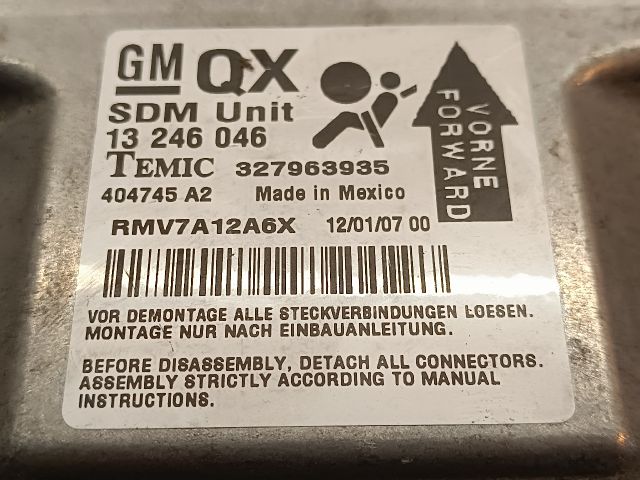 GM QX
SDM Unit
13 246 046
TEMIC 327963935
404745 A2 Made in Mexico
RMV7A12A6X 12/01/07 00
VORNE
FORWARD
VOR DEMONTAGE ALLE STECKVERBINDUNGEN LOESEN.
MONTAGE NUR NACH EINBAUANLEITUNG.
BEFORE DISASSEMBLY, DETACH ALL CONNECTORS.
ASSEMBLY STRICTLY ACCORDING TO MANUAL
INSTRUCTIONS.